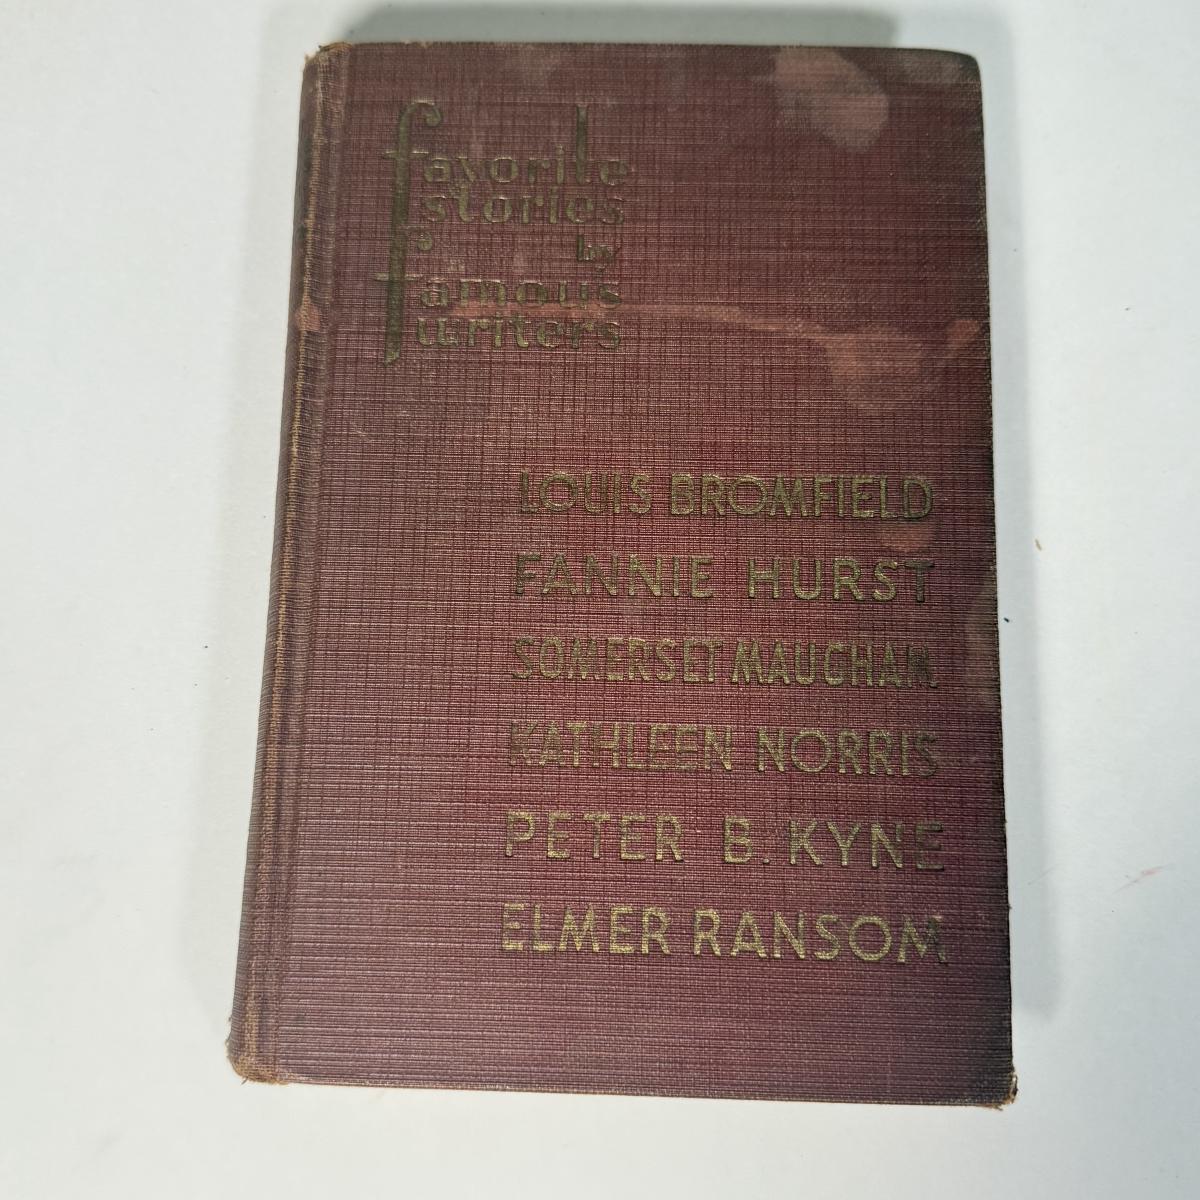 favorite
stories
by
famous
writers
LOUIS BROMFIELD
FANNIE HURST
SOMERSET MAUGHAM
KATHLEEN NORRIS
PETER B. KYNE
ELMER RANSOM